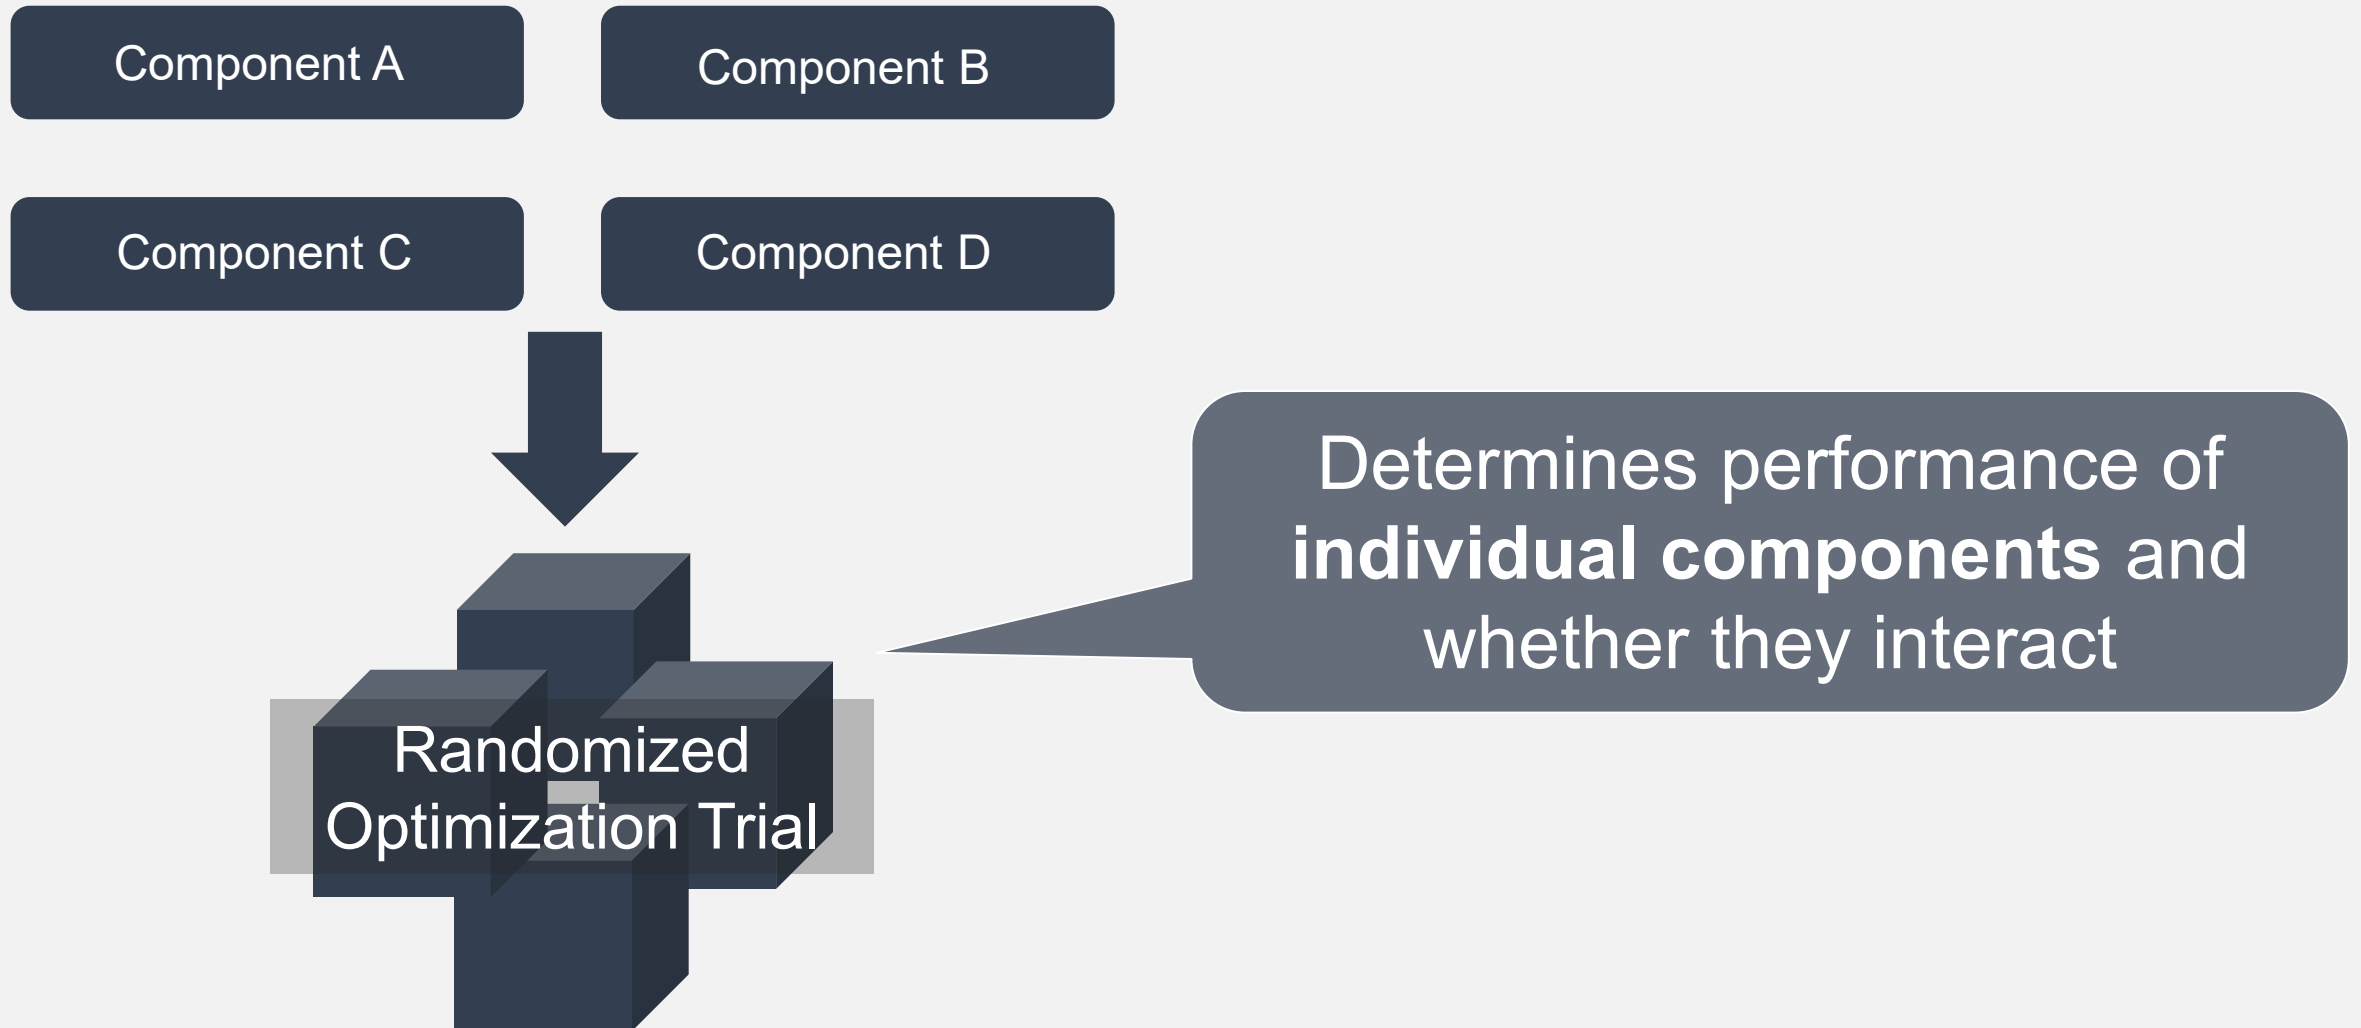 Component A
Component B
Component C
Component D
Determines performance of
individual components and
whether they interact
Randomized
Optimization Trial